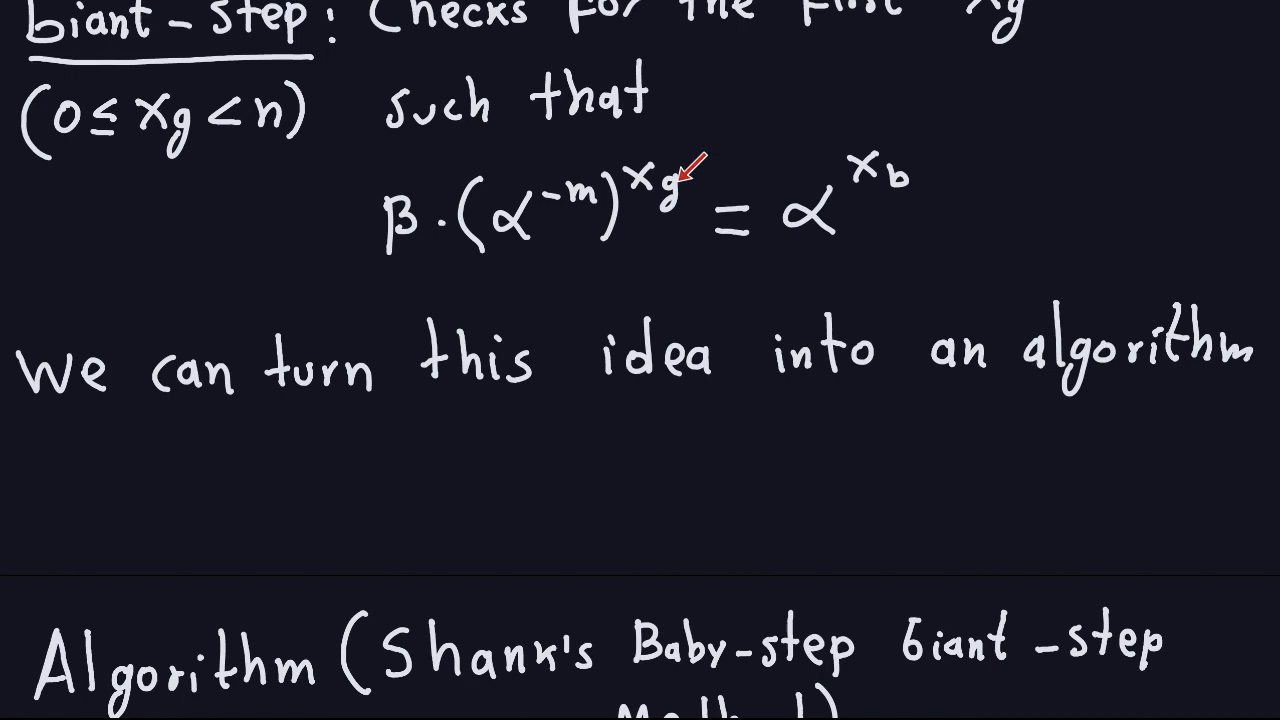 Giant-step: Checks for the first xg
(0 ≤ xg < n) such that
β · (α^-m)^xg = α^xb
we can turn this idea into an algorithm
Algorithm (Shank's Baby-step Giant-step
Method)